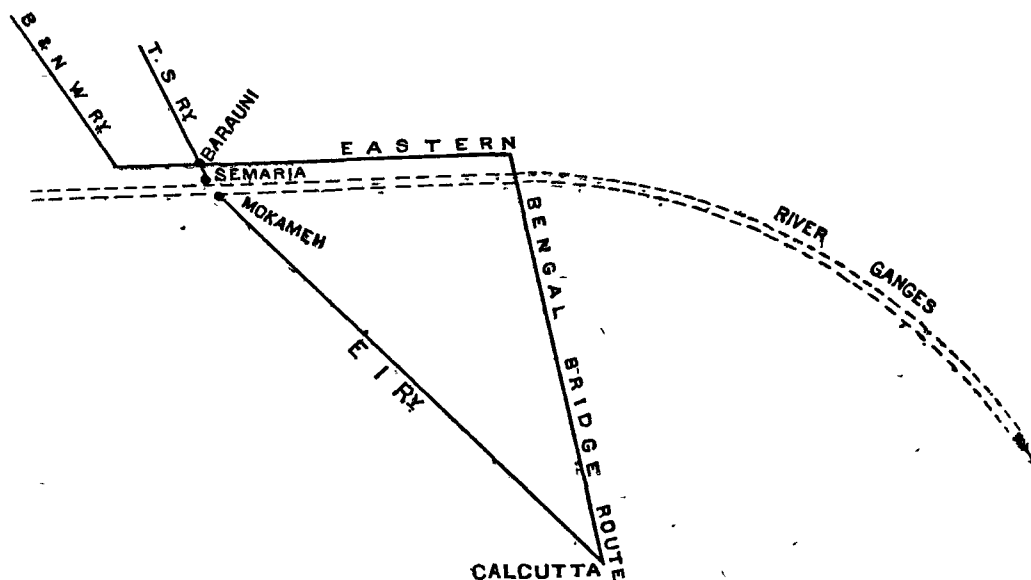 B & N W RY.
T. S RY.
BARAUNI
EASTERN
SEMARIA
MOKAMEH
BENGAL BRIDGE ROUTE
RIVER GANGES
E I RY.
CALCUTTA